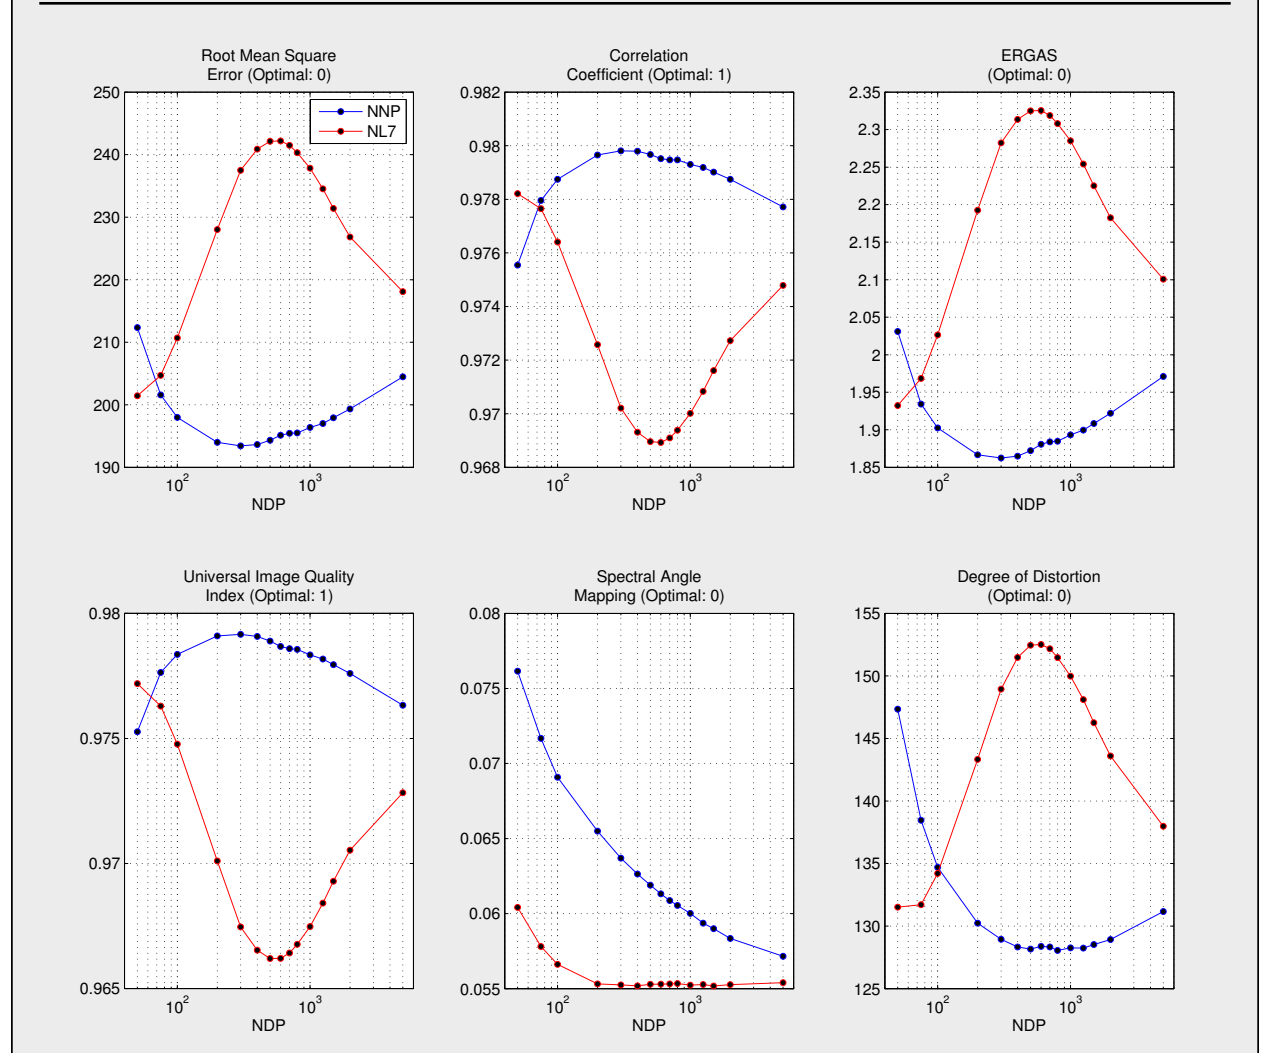 Root Mean Square
Error (Optimal: 0)
250
240
230
220
210
200
190
10^2
10^3
NDP
NNP
NL7
Correlation
Coefficient (Optimal: 1)
0.982
0.98
0.978
0.976
0.974
0.972
0.97
0.968
10^2
10^3
NDP
ERGAS
(Optimal: 0)
2.35
2.3
2.25
2.2
2.15
2.1
2.05
2
1.95
1.9
1.85
10^2
10^3
NDP
Universal Image Quality
Index (Optimal: 1)
0.98
0.975
0.97
0.965
10^2
10^3
NDP
Spectral Angle
Mapping (Optimal: 0)
0.08
0.075
0.07
0.065
0.06
0.055
10^2
10^3
NDP
Degree of Distortion
(Optimal: 0)
155
150
145
140
135
130
125
10^2
10^3
NDP